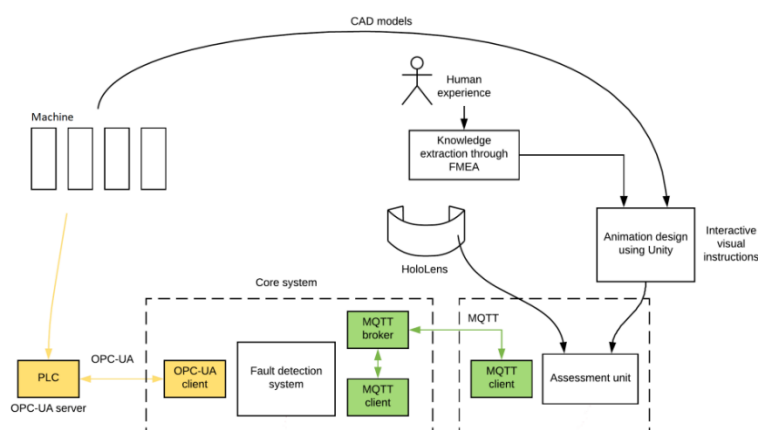 CAD models
Human
experience
Machine
Knowledge
extraction through
FMEA
Animation design
using Unity
Interactive
visual
instructions
HoloLens
Core system
MQTT
broker
MQTT
OPC-UA
PLC
OPC-UA
client
Fault detection
system
MQTT
client
MQTT
client
Assessment unit
OPC-UA server